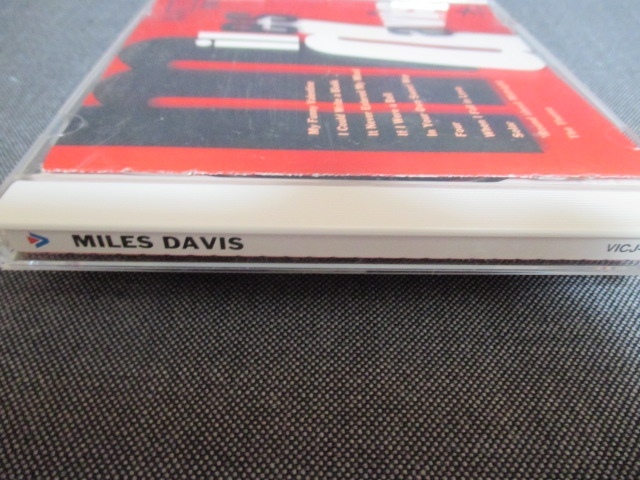 My Funny Valentine
I Could Write a Book
It Never Entered My Mind
If I Were a Bell
In Your Own Sweet Way
Four
When I Fall in Love
Solar
MILES DAVIS
VICJ-